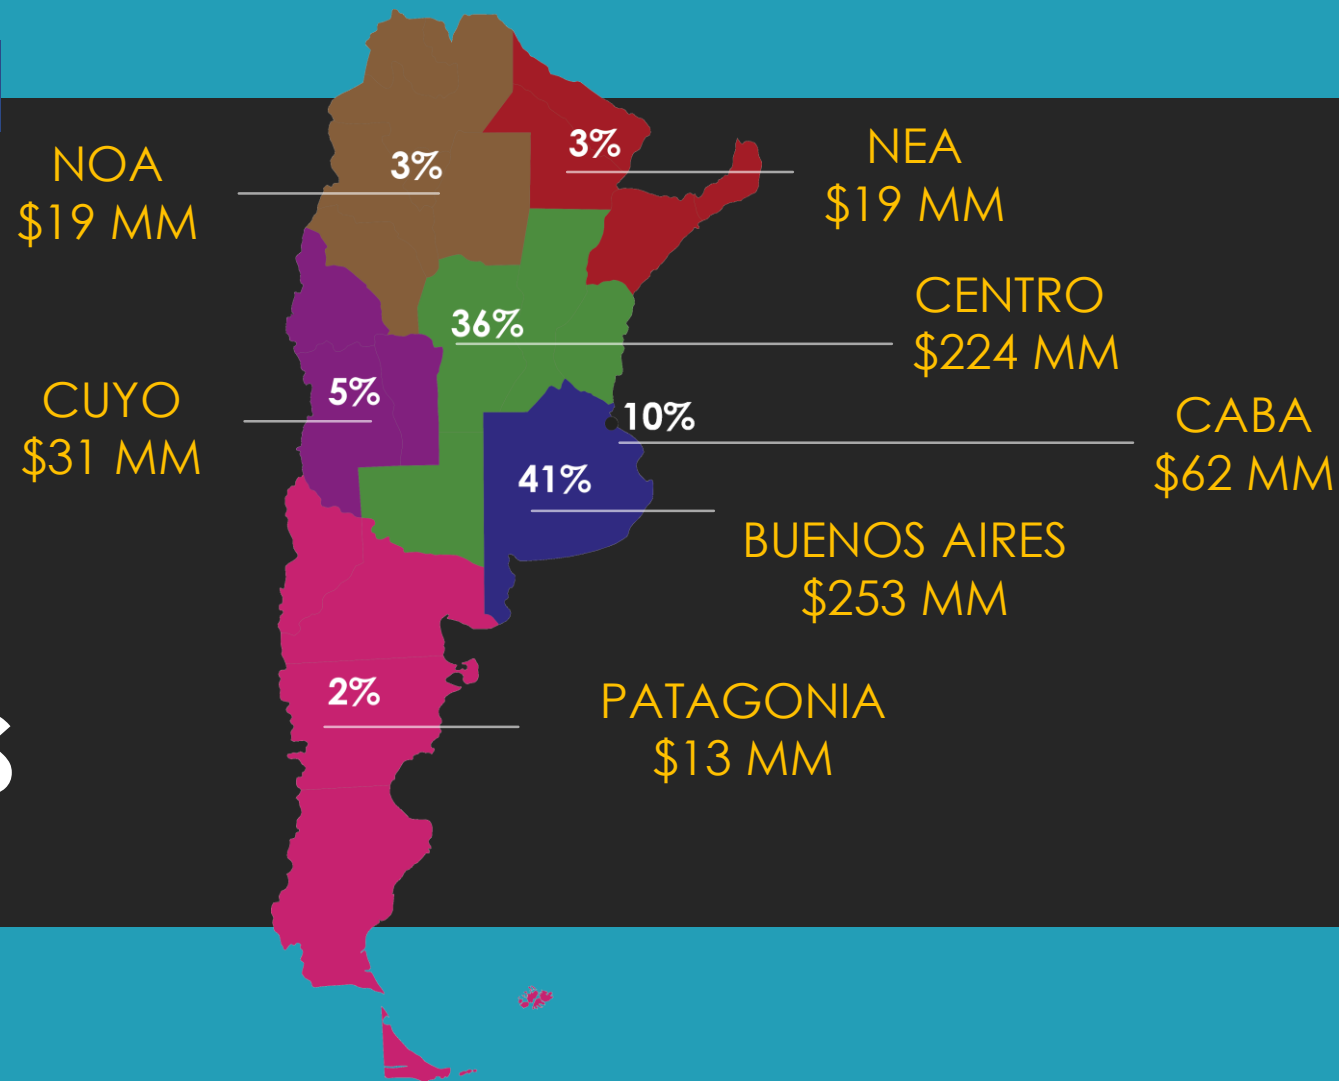 NOA
$19 MM
3%
3%
NEA
$19 MM
CENTRO
$224 MM
36%
CUYO
$31 MM
5%
10%
CABA
$62 MM
41%
BUENOS AIRES
$253 MM
2%
PATAGONIA
$13 MM
S